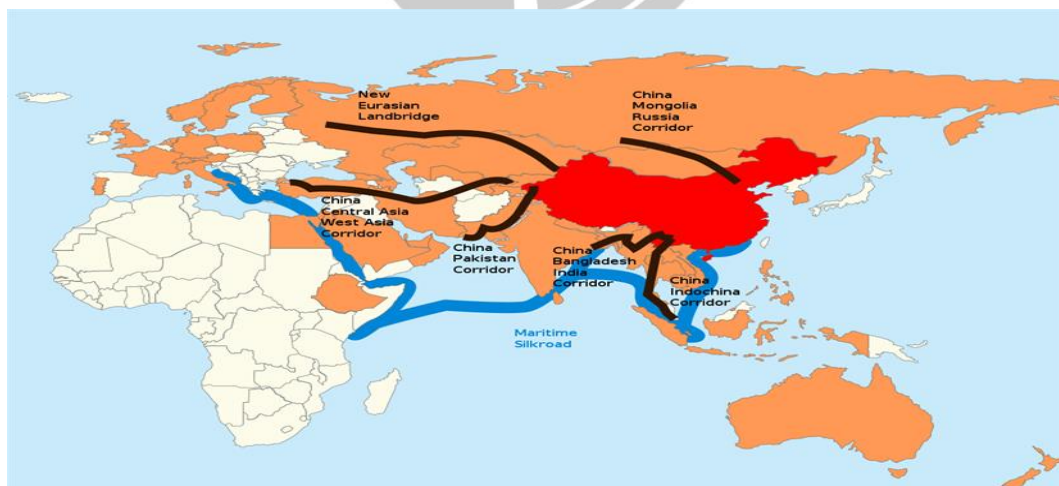 New
Eurasian
Landbridge
China
Mongolia
Russia
Corridor
China
Central Asia
West Asia
Corridor
China
Pakistan
Corridor
China
Bangladesh
India
Corridor
China
Indochina
Corridor
Maritime
Silkroad